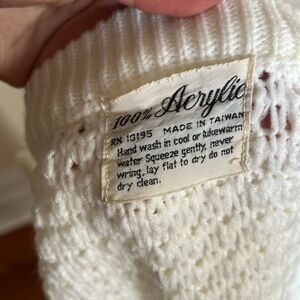 100% Acrylic
RN 10195 MADE IN TAIWAN
Hand wash in cool or lukewarm
water Squeeze gently, never
wring, lay flat to dry do not
dry clean.